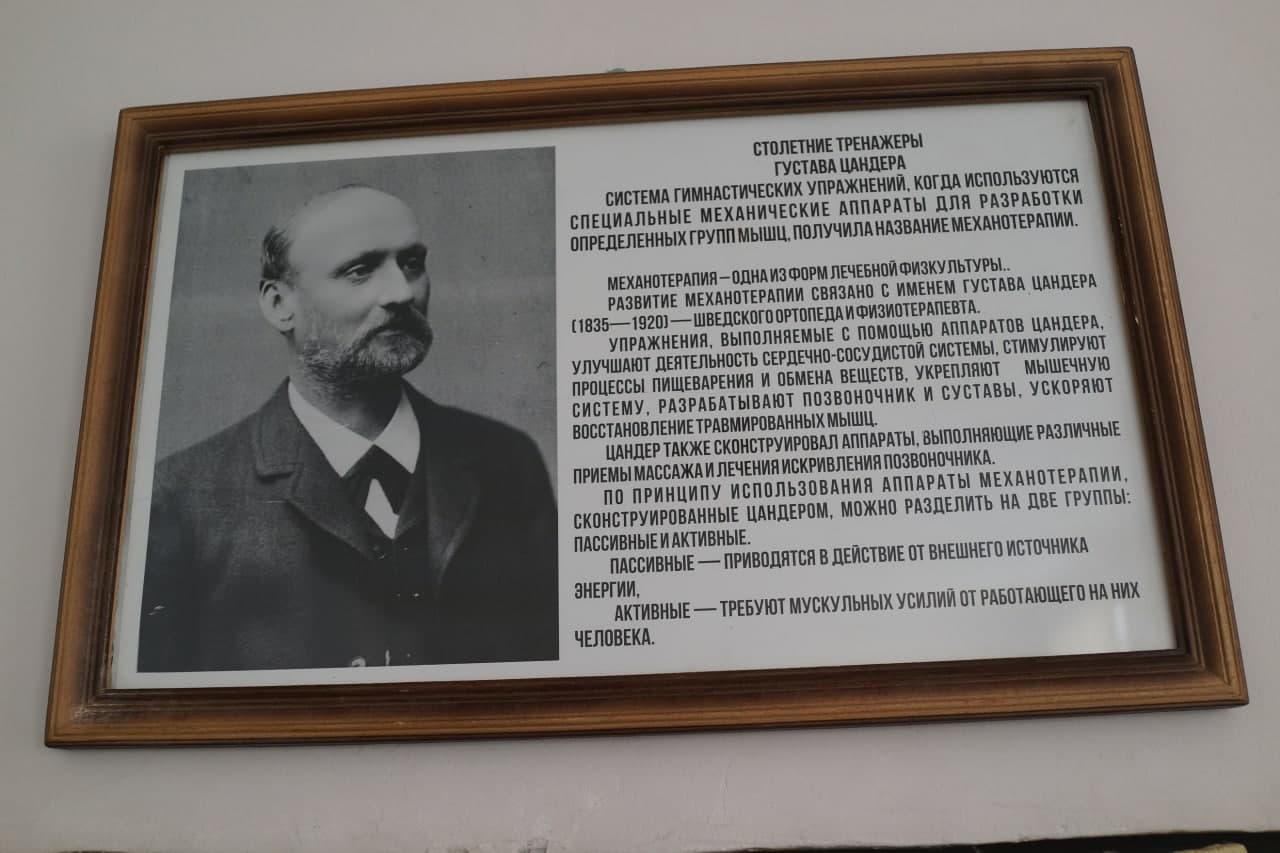 СТОЛЕТНИЕ ТРЕНАЖЕРЫ
ГУСТАВА ЦАНДЕРА
СИСТЕМА ГИМНАСТИЧЕСКИХ УПРАЖНЕНИЙ, КОГДА ИСПОЛЬЗУЮТСЯ
СПЕЦИАЛЬНЫЕ МЕХАНИЧЕСКИЕ АППАРАТЫ ДЛЯ РАЗРАБОТКИ
ОПРЕДЕЛЕННЫХ ГРУПП МЫШЦ, ПОЛУЧИЛА НАЗВАНИЕ МЕХАНОТЕРАПИИ.
МЕХАНОТЕРАПИЯ – ОДНА ИЗ ФОРМ ЛЕЧЕБНОЙ ФИЗКУЛЬТУРЫ..
РАЗВИТИЕ МЕХАНОТЕРАПИИ СВЯЗАНО С ИМЕНЕМ ГУСТАВА ЦАНДЕРА
(1835—1920) — ШВЕДСКОГО ОРТОПЕДА И ФИЗИОТЕРАПЕВТА.
УПРАЖНЕНИЯ, ВЫПОЛНЯЕМЫЕ С ПОМОЩЬЮ АППАРАТОВ ЦАНДЕРА,
УЛУЧШАЮТ ДЕЯТЕЛЬНОСТЬ СЕРДЕЧНО-СОСУДИСТОЙ СИСТЕМЫ, СТИМУЛИРУЮТ
ПРОЦЕССЫ ПИЩЕВАРЕНИЯ И ОБМЕНА ВЕЩЕСТВ, УКРЕПЛЯЮТ МЫШЕЧНУЮ
СИСТЕМУ, РАЗРАБАТЫВАЮТ ПОЗВОНОЧНИК И СУСТАВЫ, УСКОРЯЮТ
ВОССТАНОВЛЕНИЕ ТРАВМИРОВАННЫХ МЫШЦ.
ЦАНДЕР ТАКЖЕ СКОНСТРУИРОВАЛ АППАРАТЫ, ВЫПОЛНЯЮЩИЕ РАЗЛИЧНЫЕ
ПРИЕМЫ МАССАЖА И ЛЕЧЕНИЯ ИСКРИВЛЕНИЯ ПОЗВОНОЧНИКА.
ПО ПРИНЦИПУ ИСПОЛЬЗОВАНИЯ АППАРАТЫ МЕХАНОТЕРАПИИ,
СКОНСТРУИРОВАННЫЕ ЦАНДЕРОМ, МОЖНО РАЗДЕЛИТЬ НА ДВЕ ГРУППЫ:
ПАССИВНЫЕ И АКТИВНЫЕ.
ПАССИВНЫЕ — ПРИВОДЯТСЯ В ДЕЙСТВИЕ ОТ ВНЕШНЕГО ИСТОЧНИКА
ЭНЕРГИИ,
АКТИВНЫЕ — ТРЕБУЮТ МУСКУЛЬНЫХ УСИЛИЙ ОТ РАБОТАЮЩЕГО НА НИХ
ЧЕЛОВЕКА.